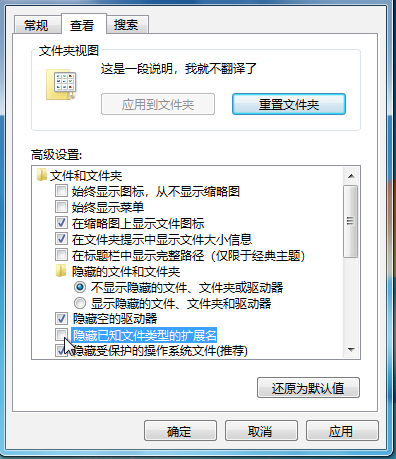 常规 查看 搜索
文件夹视图
这是一段说明，我就不翻译了
应用到文件夹 重置文件夹
高级设置:
文件和文件夹
始终显示图标，从不显示缩略图
始终显示菜单
在缩略图上显示文件图标
在文件夹提示中显示文件大小信息
在标题栏中显示完整路径（仅限于经典主题）
隐藏的文件和文件夹
不显示隐藏的文件、文件夹或驱动器
显示隐藏的文件、文件夹和驱动器
隐藏空的驱动器
隐藏已知文件类型的扩展名
隐藏受保护的操作系统文件(推荐)
还原为默认值
确定 取消 应用